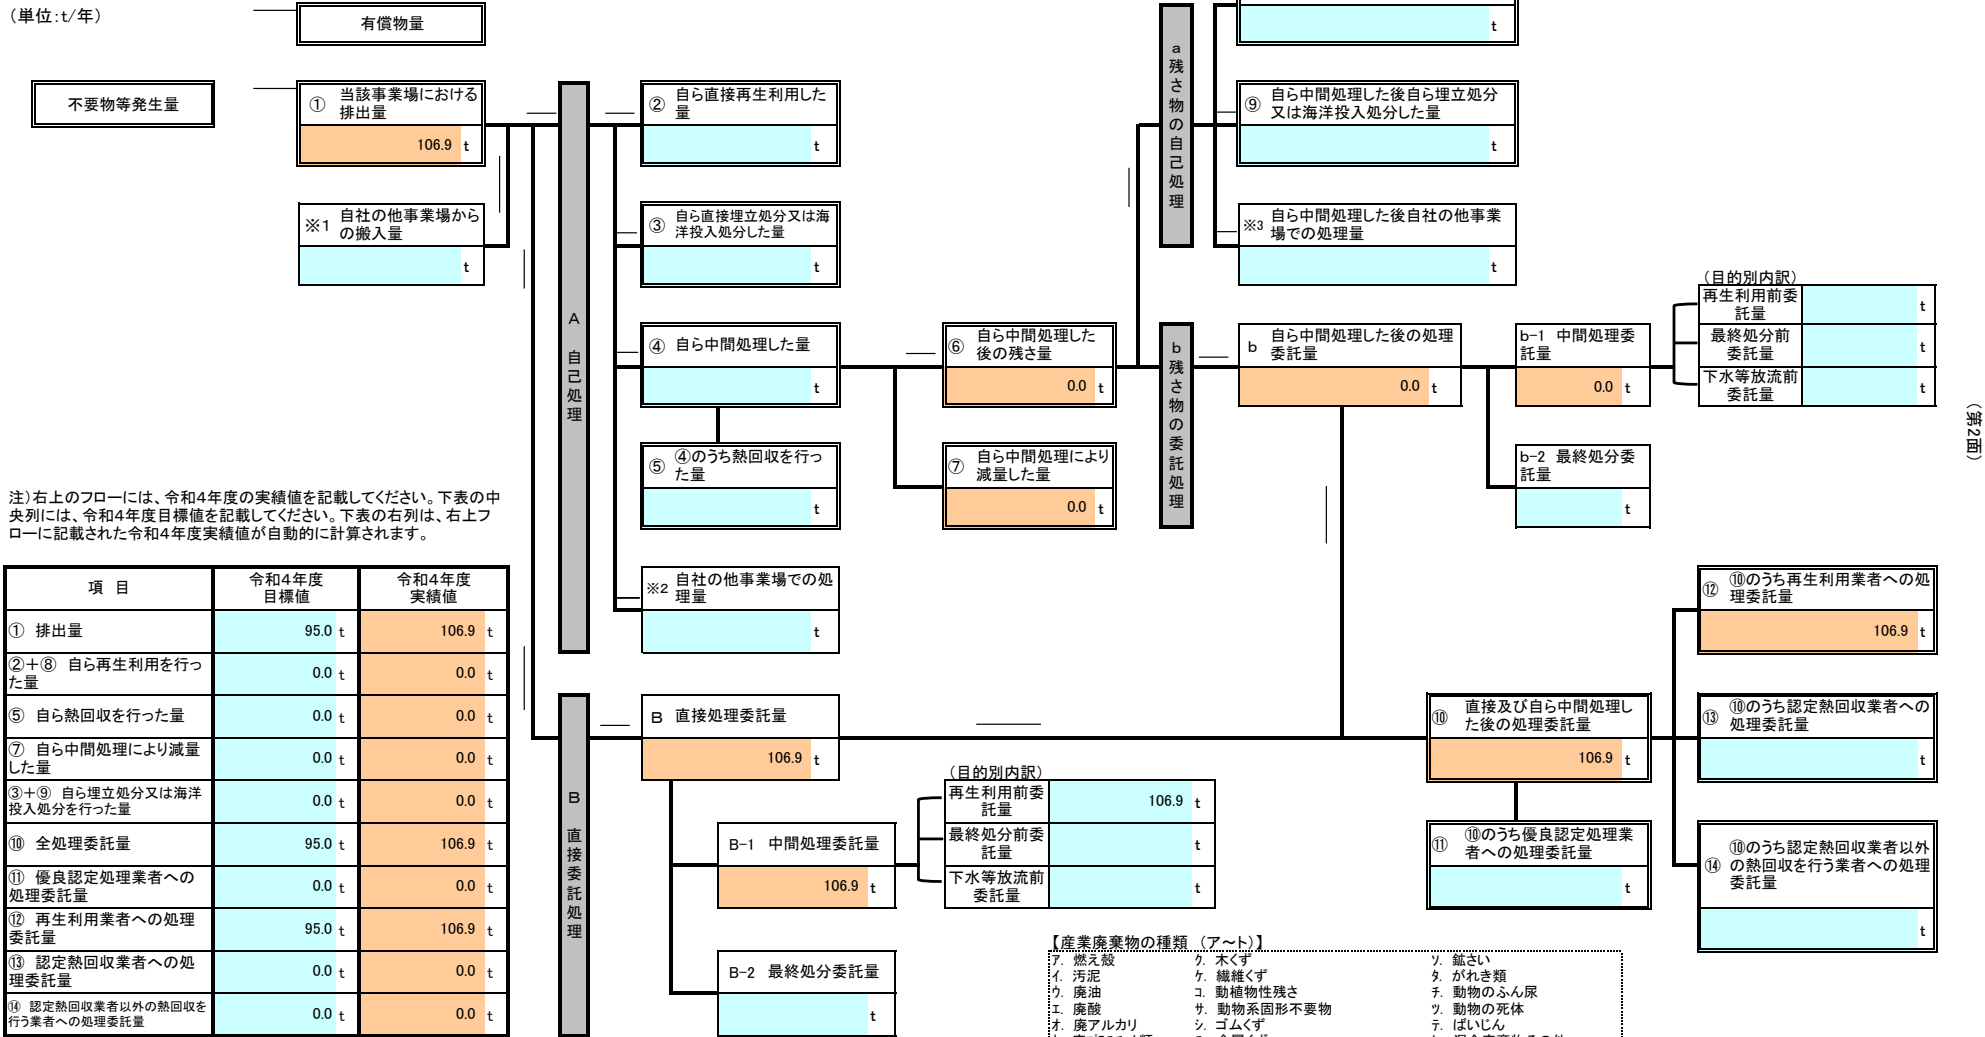 (単位:t/年)
有償物量
t
不要物等発生量
① 当該事業場における
排出量
106.9 t
※1 自社の他事業場から
の搬入量
t
A 自己処理
② 自ら直接再生利用した
量
t
③ 自ら直接埋立処分又は海
洋投入処分した量
t
④ 自ら中間処理した量
t
⑤ ④のうち熱回収を行っ
た量
t
※2 自社の他事業場での処
理量
t
⑥ 自ら中間処理した
後の残さ量
0.0 t
⑦ 自ら中間処理により
減量した量
0.0 t
a 残さ物の自己処理
⑨ 自ら中間処理した後自ら埋立処分
又は海洋投入処分した量
t
※3 自ら中間処理した後自社の他事業
場での処理量
t
b 残さ物の委託処理
b 自ら中間処理した後の処理
委託量
0.0 t
b-1 中間処理委
託量
0.0 t
b-2 最終処分委
託量
t
(目的別内訳)
再生利用前委
託量
t
最終処分前
委託量
t
下水等放流前
委託量
t
(第2面)
注)右上のフローには、令和4年度の実績値を記載してください。下表の中
央列には、令和4年度目標値を記載してください。下表の右列は、右上フ
ローに記載された令和4年度実績値が自動的に計算されます。
項 目 令和4年度
目標値 令和4年度
実績値
① 排出量 95.0 t 106.9 t
②+⑧ 自ら再生利用を行っ
た量 0.0 t 0.0 t
⑤ 自ら熱回収を行った量 0.0 t 0.0 t
⑦ 自ら中間処理により減量
した量 0.0 t 0.0 t
③+⑨ 自ら埋立処分又は海洋
投入処分を行った量 0.0 t 0.0 t
⑩ 全処理委託量 95.0 t 106.9 t
⑪ 優良認定処理業者への
処理委託量 0.0 t 0.0 t
⑫ 再生利用業者への処理
委託量 95.0 t 106.9 t
⑬ 認定熱回収業者への処
理委託量 0.0 t 0.0 t
⑭ 認定熱回収業者以外の熱回収を
行う業者への処理委託量 0.0 t 0.0 t
B 直接委託処理
B 直接処理委託量
106.9 t
B-1 中間処理委託量
106.9 t
B-2 最終処分委託量
t
(目的別内訳)
再生利用前委
託量
106.9 t
最終処分前委
託量
t
下水等放流前
委託量
t
⑩ 直接及び自ら中間処理し
た後の処理委託量
106.9 t
⑪ ⑩のうち優良認定処理業
者への処理委託量
t
⑫ ⑩のうち再生利用業者への処
理委託量
106.9 t
⑬ ⑩のうち認定熱回収業者への
処理委託量
t
⑭ ⑩のうち認定熱回収業者以外
の熱回収を行う業者への処理
委託量
t
【産業廃棄物の種類 (ア～ト)】
ア. 燃え殻 ク. 木くず ソ. 鉱さい
イ. 汚泥 ケ. 繊維くず タ. がれき類
ウ. 廃油 コ. 動植物性残さ チ. 動物のふん尿
エ. 廃酸 サ. 動物系固形不要物 ツ. 動物の死体
オ. 廃アルカリ シ. ゴムくず テ. ばいじん